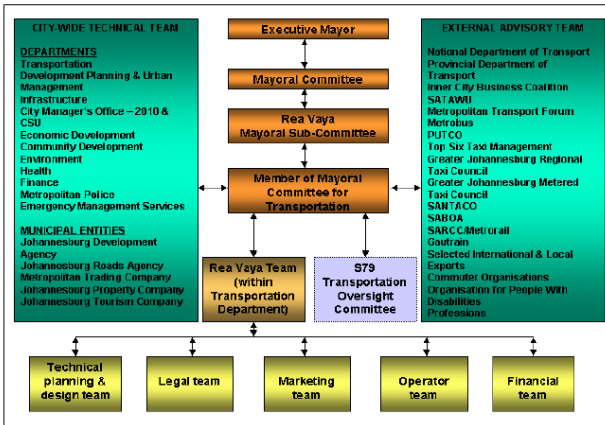 CITY-WIDE TECHNICAL TEAM
DEPARTMENTS
Transportation
Development Planning & Urban
Management
Infrastructure
City Manager's Office – 2010 &
CSU
Economic Development
Community Development
Environment
Health
Finance
Metropolitan Police
Emergency Management Services
MUNICIPAL ENTITIES
Johannesburg Development
Agency
Johannesburg Roads Agency
Metropolitan Trading Company
Johannesburg Property Company
Johannesburg Tourism Company
Executive Mayor
Mayoral Committee
Rea Vaya
Mayoral Sub-Committee
Member of Mayoral
Committee for
Transportation
Rea Vaya Team
(within
Transportation
Department)
S79
Transportation
Oversight
Committee
EXTERNAL ADVISORY TEAM
National Department of Transport
Provincial Department of
Transport
Inner City Business Coalition
SATAWU
Metropolitan Transport Forum
Metrobus
PUTCO
Top Six Taxi Management
Greater Johannesburg Regional
Taxi Council
Greater Johannesburg Metered
Taxi Council
SANTACO
SABOA
SARCC/Metrorail
Gautrain
Selected International & Local
Exports
Commuter Organisations
Organisation for People With
Disabilities
Professions
Technical
planning &
design team
Legal team
Marketing
team
Operator
team
Financial
team